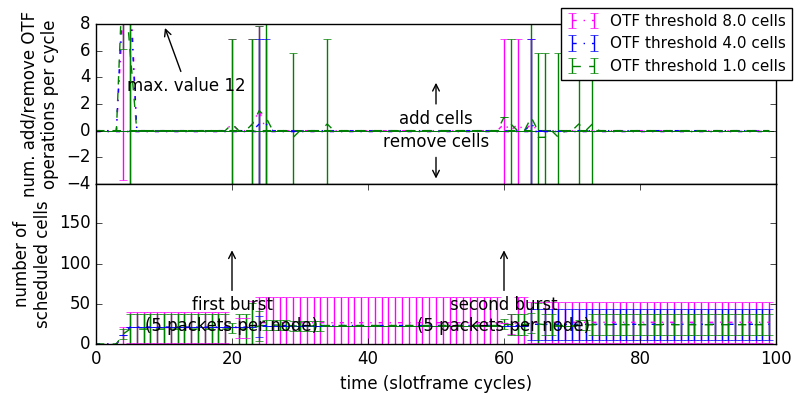 OTF threshold 8.0 cells
OTF threshold 4.0 cells
OTF threshold 1.0 cells
num. add/remove OTF
operations per cycle
8
6
4
2
0
−2
−4
max. value 12
add cells
remove cells
number of
scheduled cells
150
100
50
0
first burst
(5 packets per node)
second burst
(5 packets per node)
0 20 40 60 80 100
time (slotframe cycles)